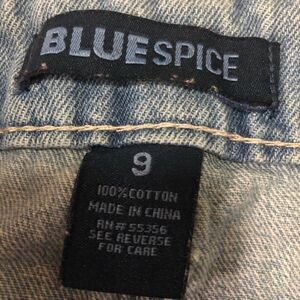 BLUESPICE
9
100% COTTON
MADE IN CHINA
RN# 55356
SEE REVERSE
FOR CARE